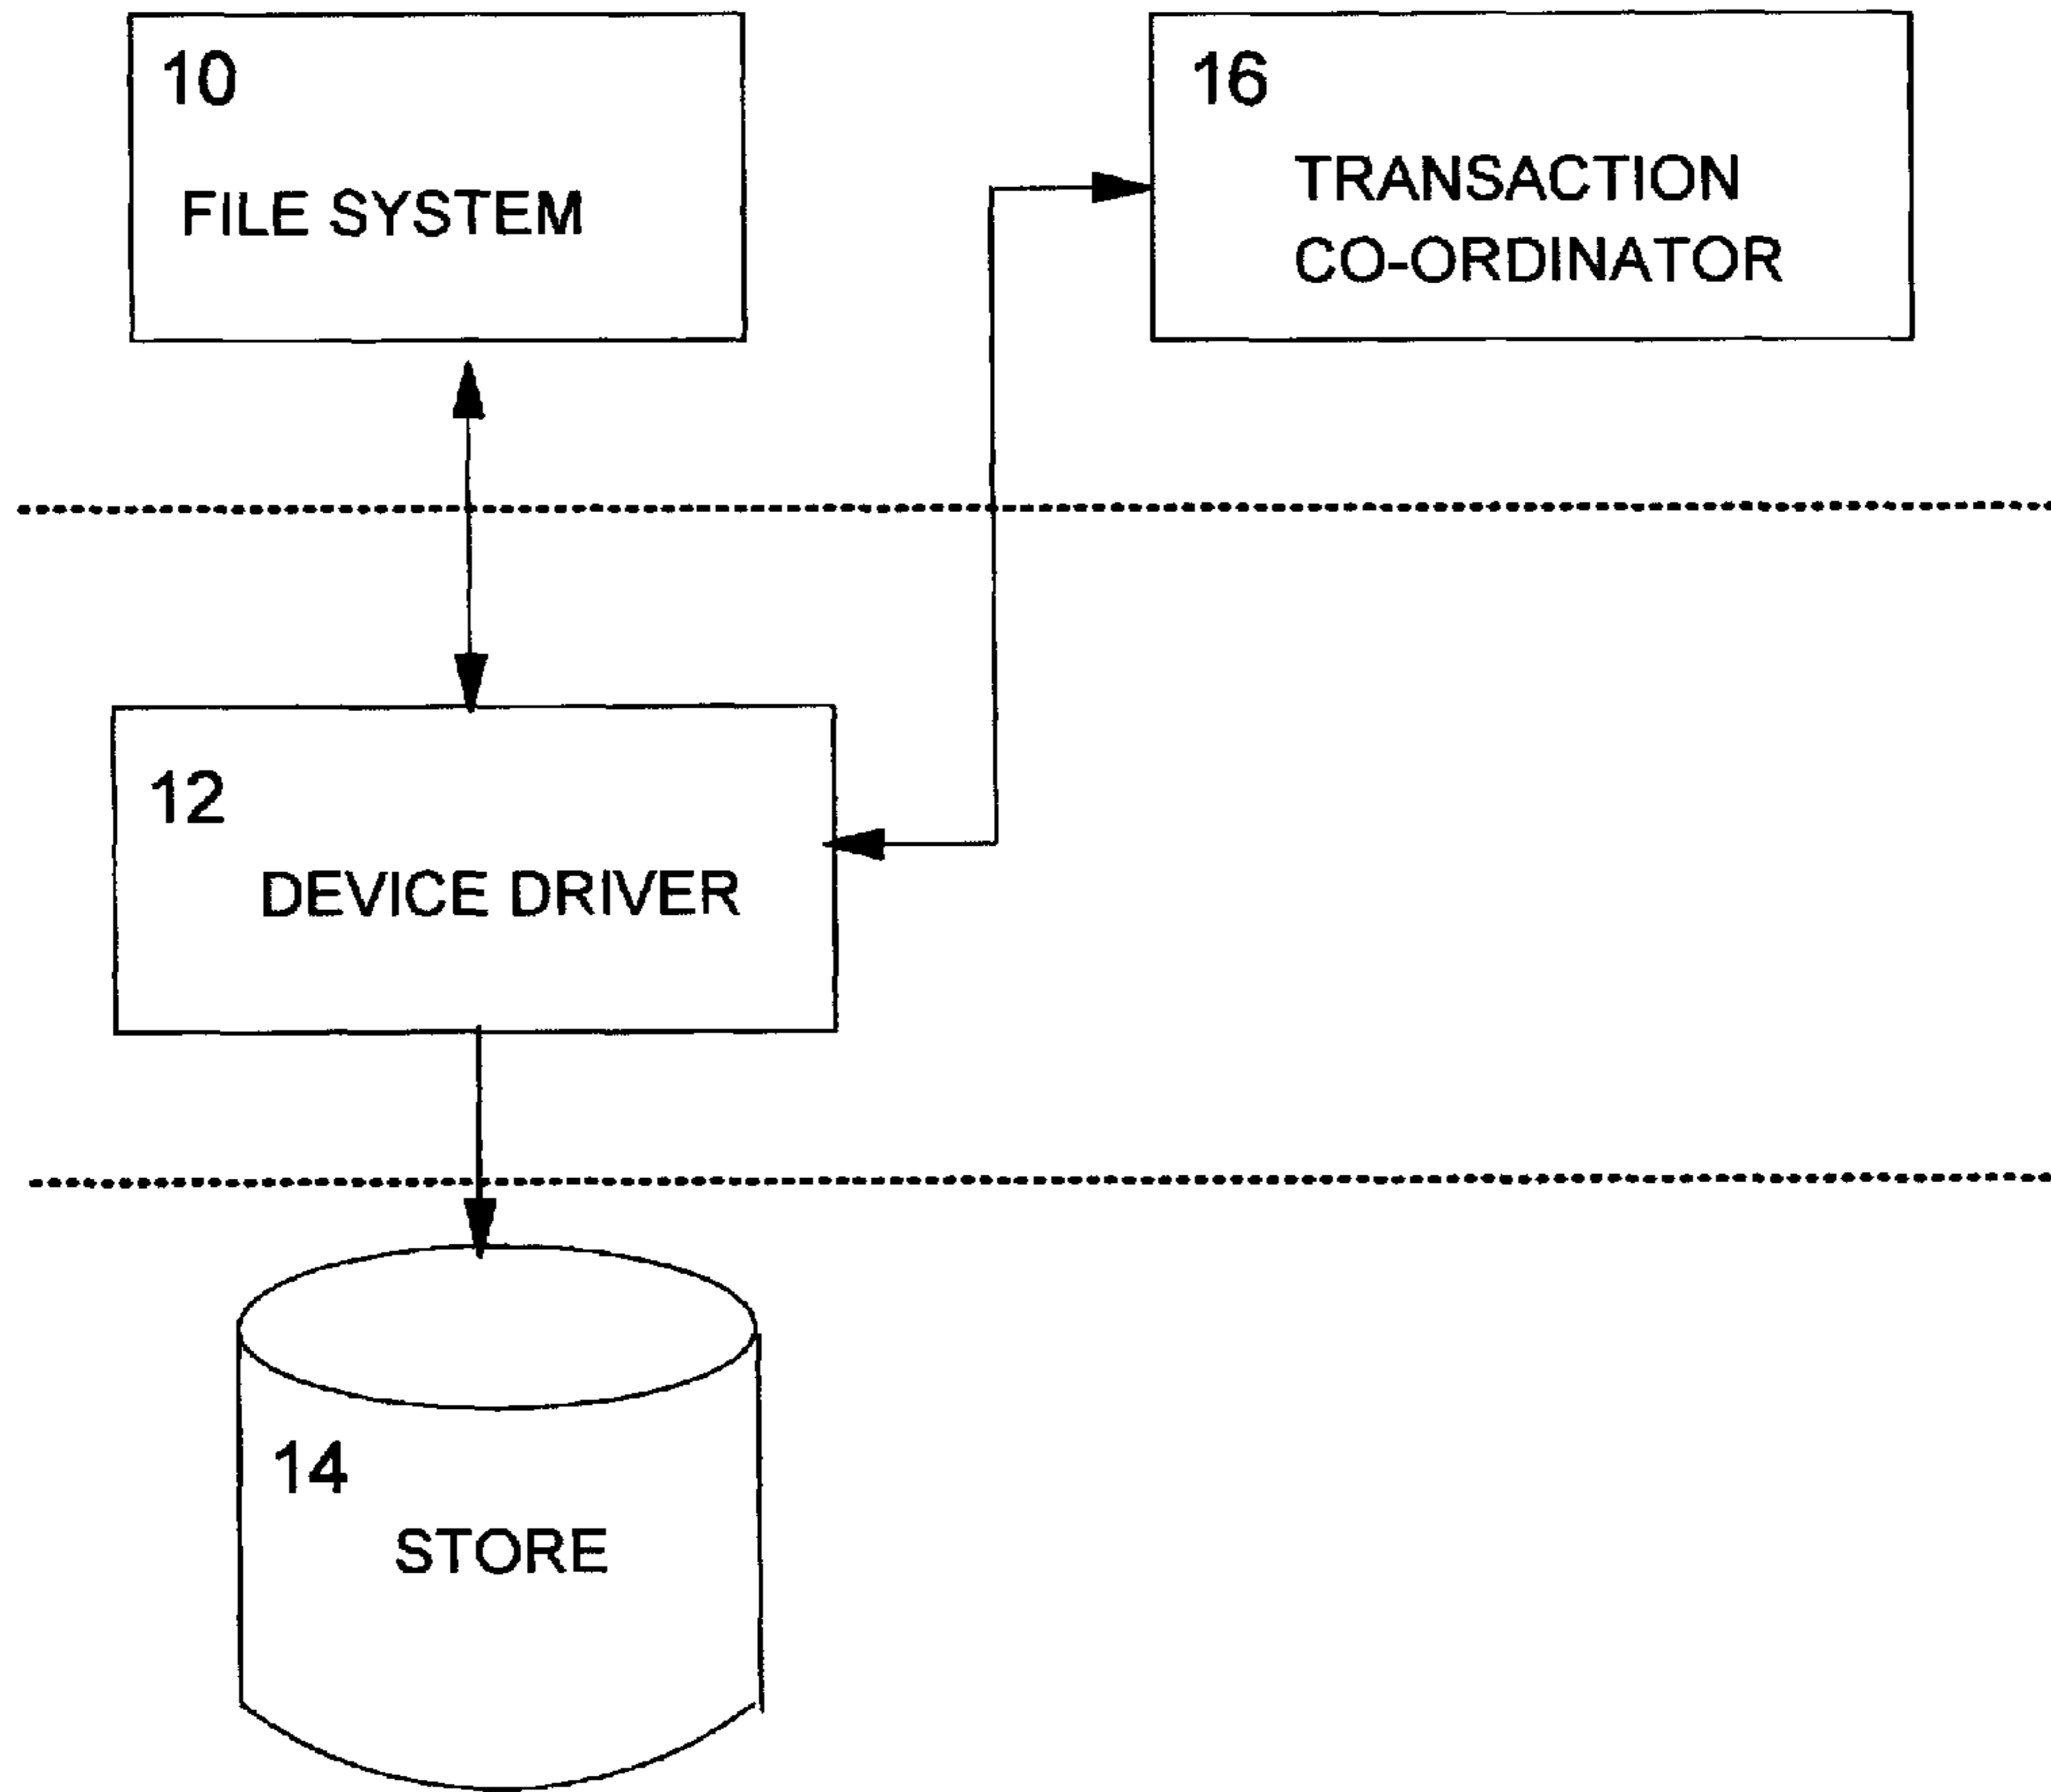 10
FILE SYSTEM
16
TRANSACTION
CO-ORDINATOR
12
DEVICE DRIVER
14
STORE